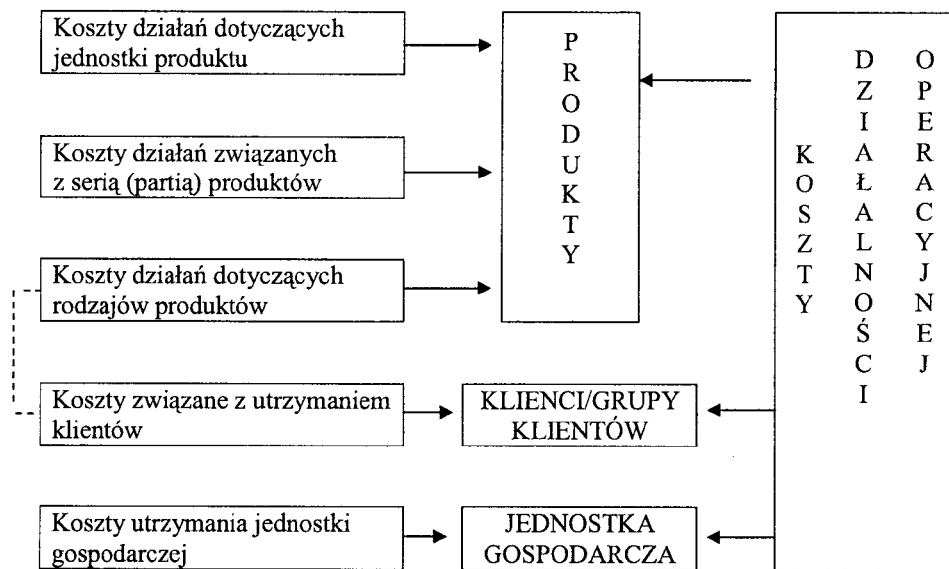 Koszty działań dotyczących
jednostki produktu
Koszty działań związanych
z serią (partią) produktów
Koszty działań dotyczących
rodzajów produktów
Koszty związane z utrzymaniem
klientów
Koszty utrzymania jednostki
gospodarczej
PRODUKTY
KLIENCI/GRUPY
KLIENTÓW
JEDNOSTKA
GOSPODARCZA
KOSZTY
DZIAŁALNOŚCI
OPERACYJNEJ